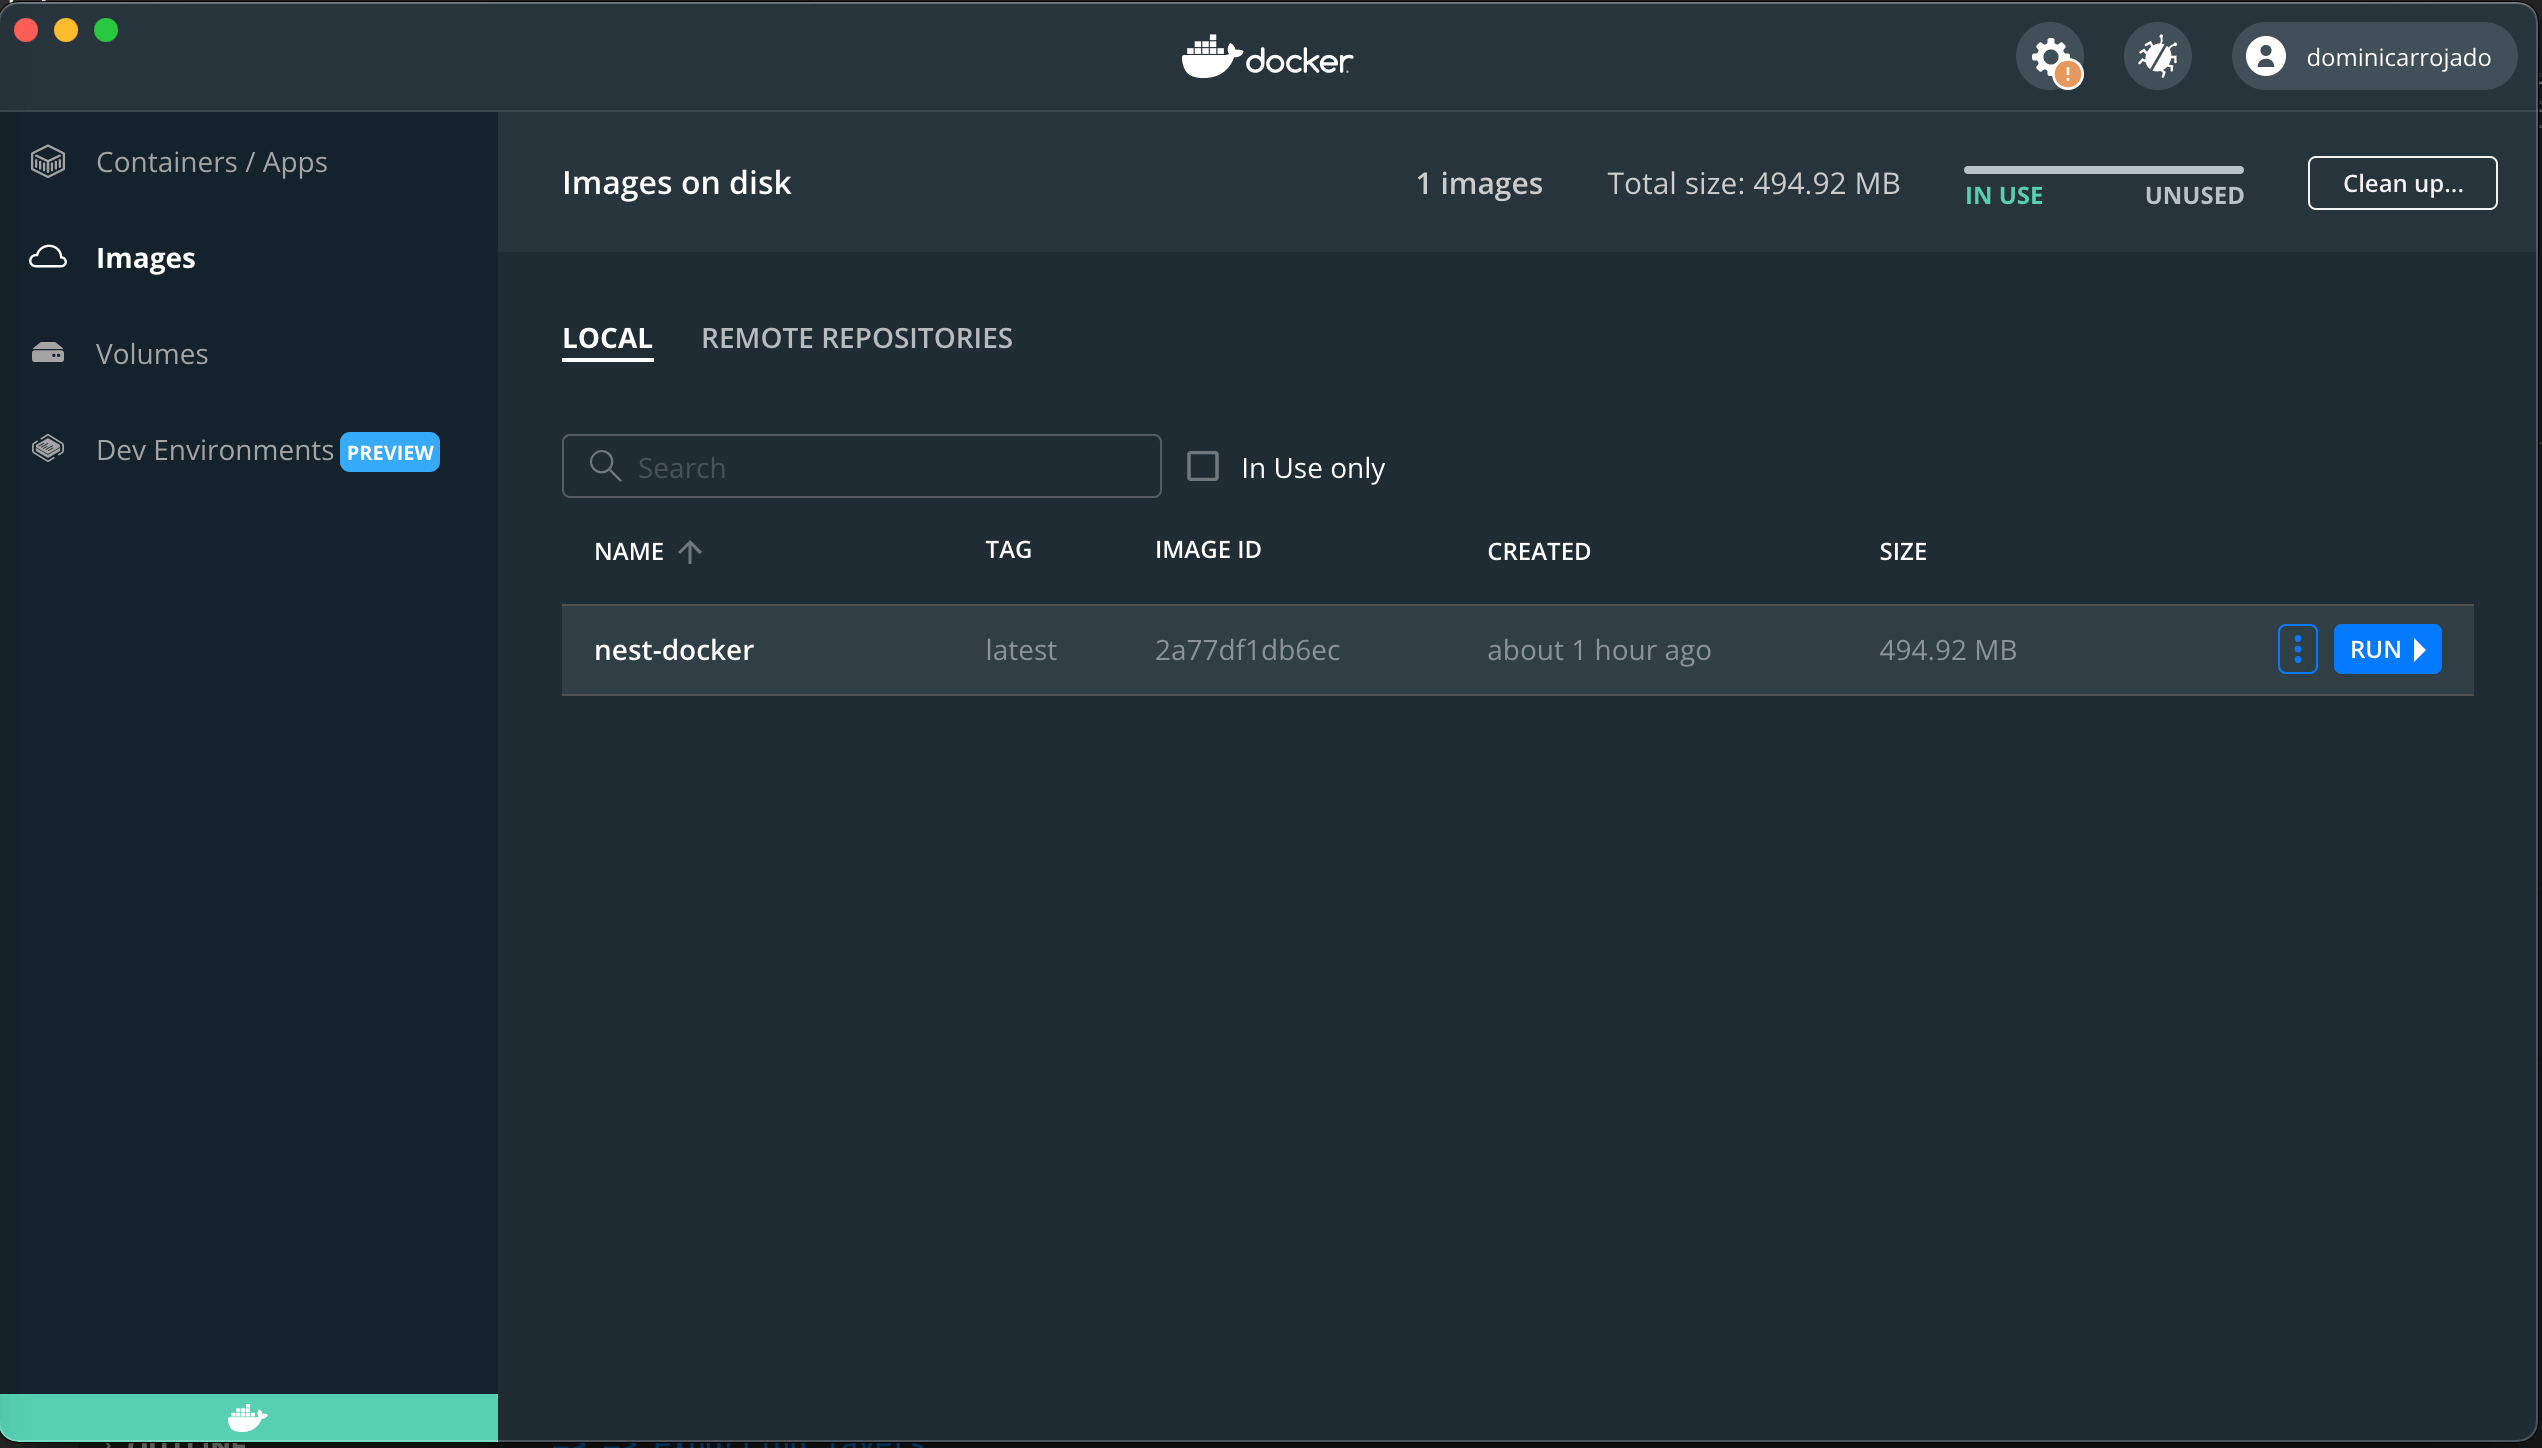 docker
dominicarrojado
Containers / Apps
Images
Volumes
Dev Environments PREVIEW
Images on disk
1 images
Total size: 494.92 MB
IN USE
UNUSED
Clean up...
LOCAL
REMOTE REPOSITORIES
Search
In Use only
NAME TAG IMAGE ID CREATED SIZE
nest-docker latest 2a77df1db6ec about 1 hour ago 494.92 MB RUN